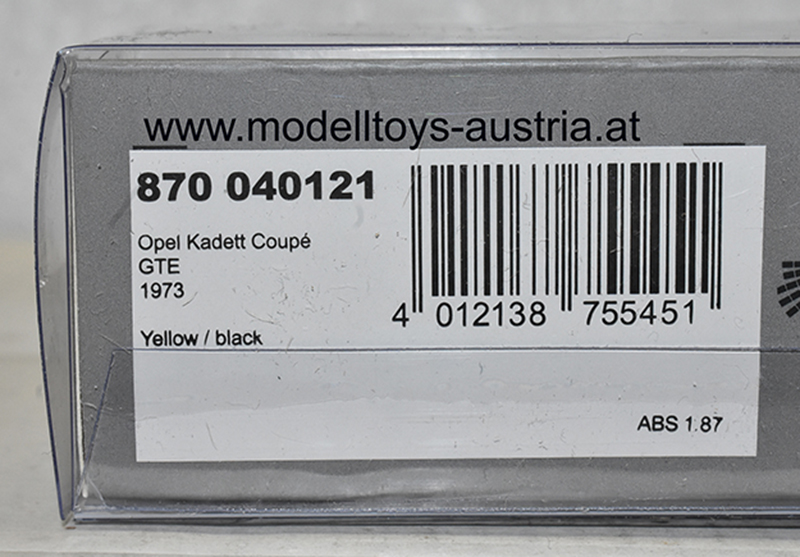 www.modelltoys-austria.at
870 040121
Opel Kadett Coupé
GTE
1973
Yellow / black
4 012138 755451
ABS 1:87